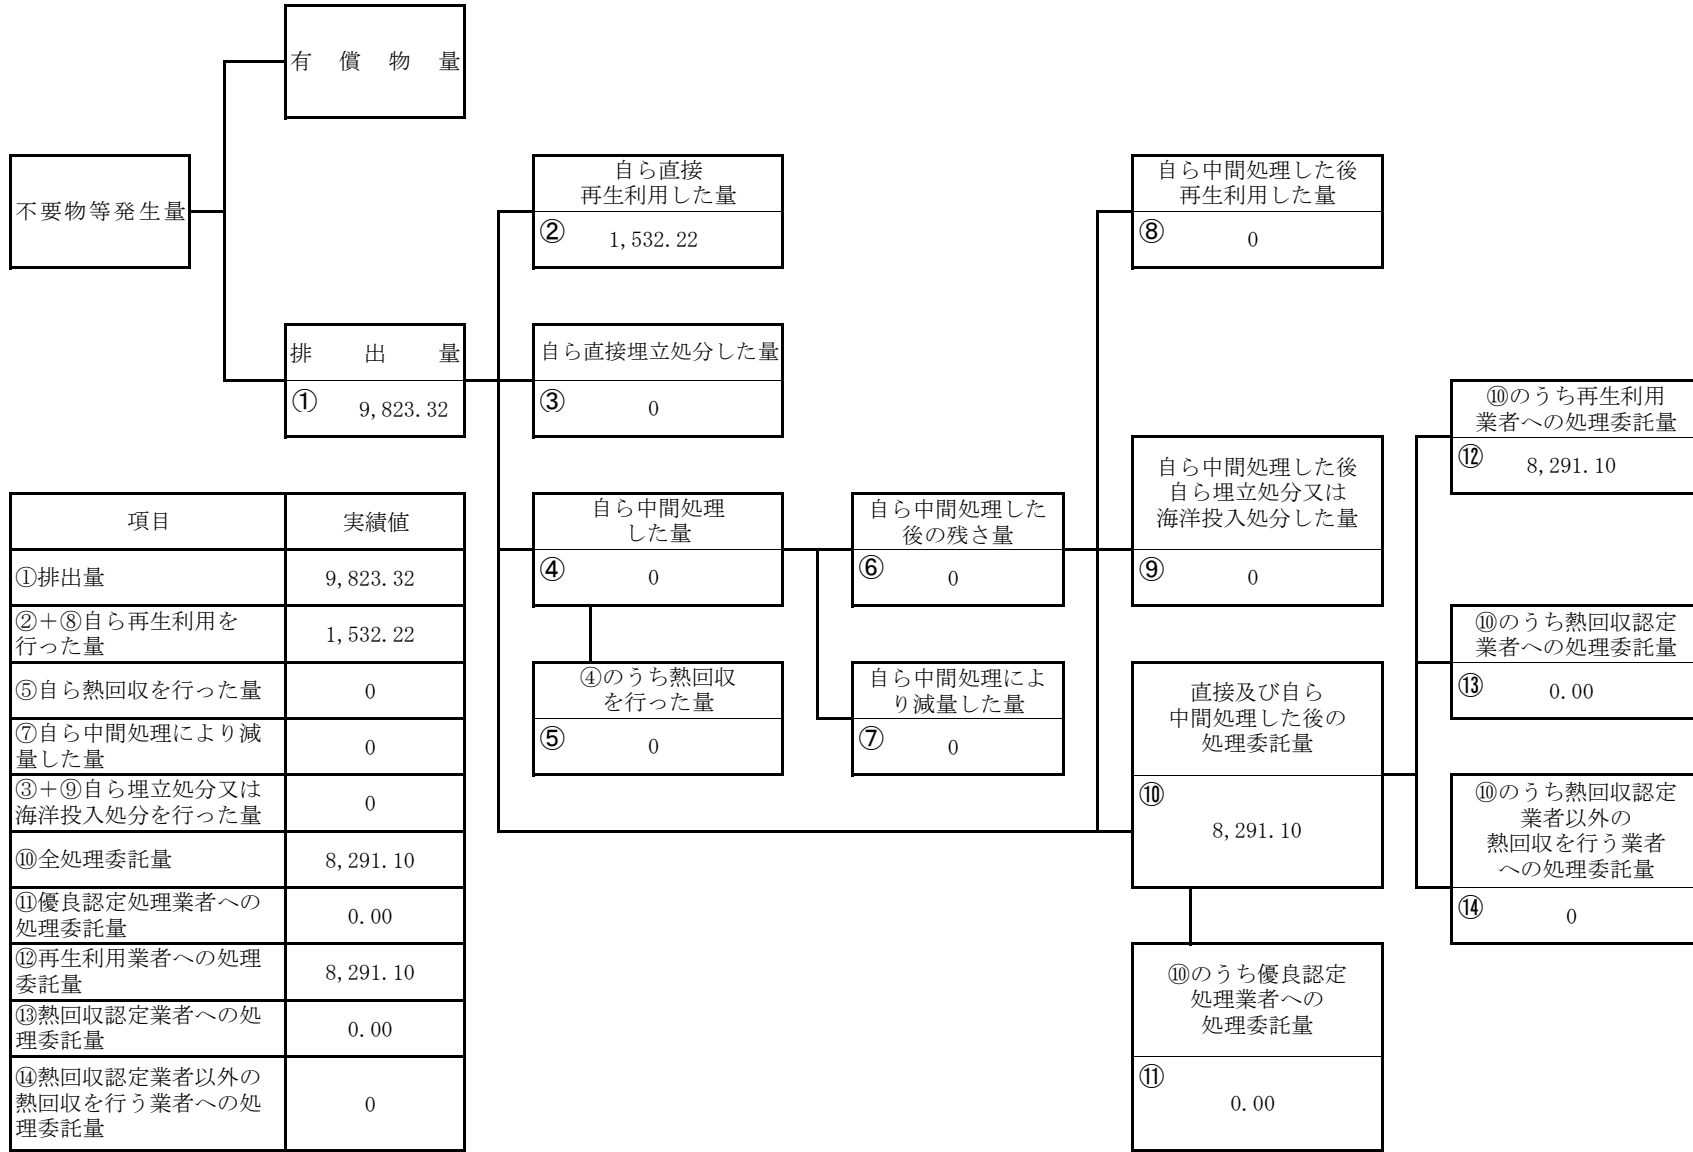 有償物量
不要物等発生量
排出量
① 9,823.32
自ら直接
再生利用した量
② 1,532.22
自ら直接埋立処分した量
③ 0
自ら中間処理
した量
④ 0
④のうち熱回収
を行った量
⑤ 0
自ら中間処理した
後の残さ量
⑥ 0
自ら中間処理によ
り減量した量
⑦ 0
自ら中間処理した後
再生利用した量
⑧ 0
自ら中間処理した後
自ら埋立処分又は
海洋投入処分した量
⑨ 0
直接及び自ら
中間処理した後の
処理委託量
⑩
8,291.10
⑩のうち優良認定
処理業者への
処理委託量
⑪
0.00
⑩のうち再生利用
業者への処理委託量
⑫ 8,291.10
⑩のうち熱回収認定
業者への処理委託量
⑬ 0.00
⑩のうち熱回収認定
業者以外の
熱回収を行う業者
への処理委託量
⑭ 0
項目 実績値
①排出量 9,823.32
②＋⑧自ら再生利用を
行った量 1,532.22
⑤自ら熱回収を行った量 0
⑦自ら中間処理により減
量した量 0
③＋⑨自ら埋立処分又は
海洋投入処分を行った量 0
⑩全処理委託量 8,291.10
⑪優良認定処理業者への
処理委託量 0.00
⑫再生利用業者への処理
委託量 8,291.10
⑬熱回収認定業者への処
理委託量 0.00
⑭熱回収認定業者以外の
熱回収を行う業者への処
理委託量 0